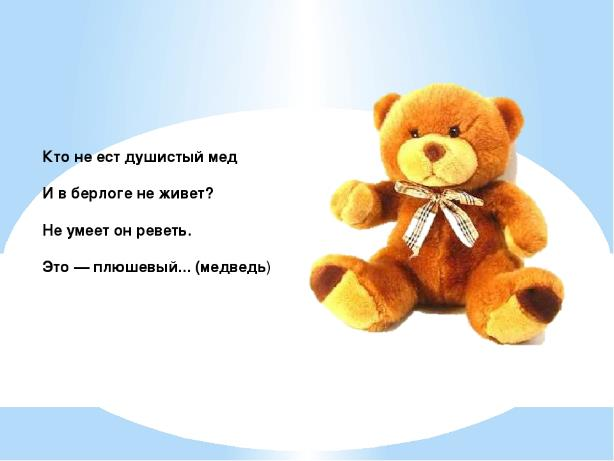 Кто не ест душистый мед
И в берлоге не живет?
Не умеет он реветь.
Это — плюшевый... (медведь)